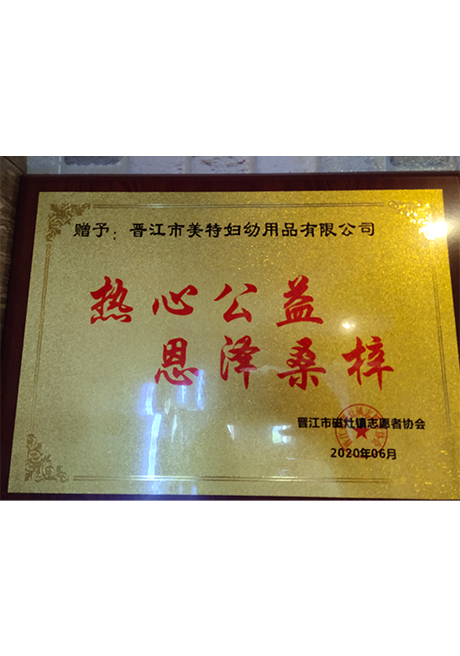 赠予：晋江市美特妇幼用品有限公司
热心公益
恩泽桑梓
晋江市磁灶镇志愿者协会
2020年06月